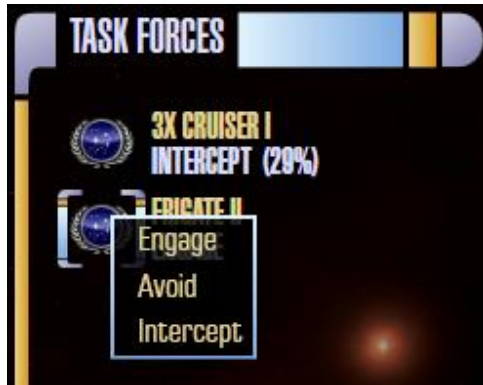 TASK FORCES
3X CRUISER I
INTERCEPT (29%)
FRIGATE II
Engage
Avoid
Intercept